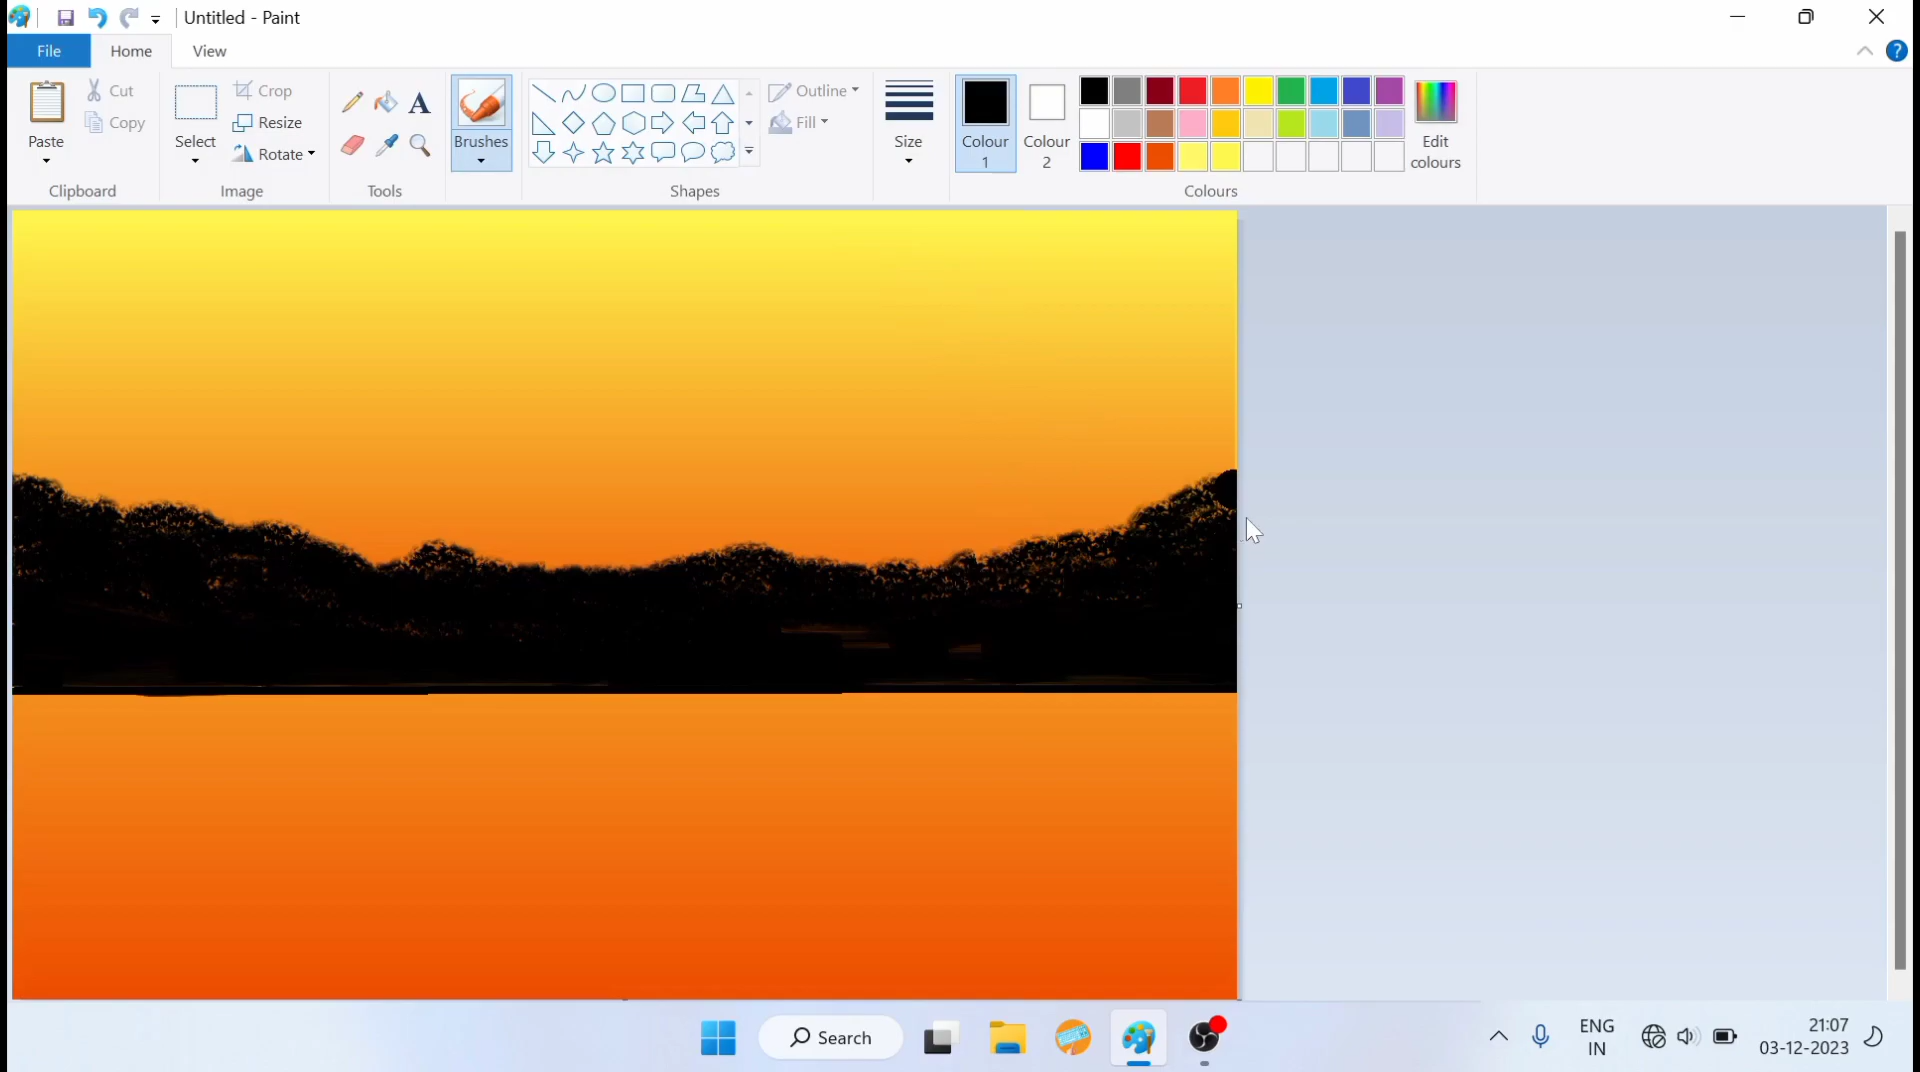 Untitled - Paint
File Home View
Paste
Cut
Copy
Clipboard
Select
Crop
Resize
Rotate
Image
A
Tools
Brushes
Outline
Fill
Shapes
Size
Colour 1
Colour 2
Edit colours
Colours
?
Search
ENG
IN
21:07
03-12-2023